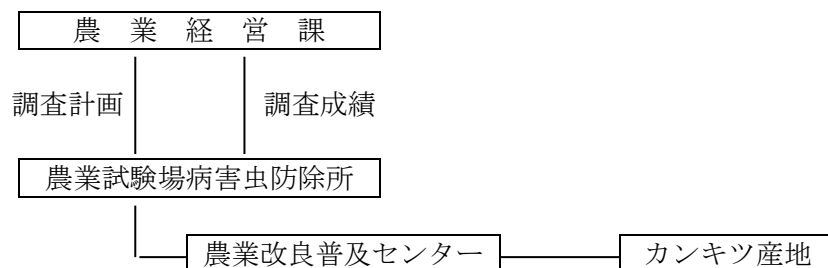 農業経営課
調査計画 調査成績
農業試験場病害虫防除所
農業改良普及センター カンキツ産地